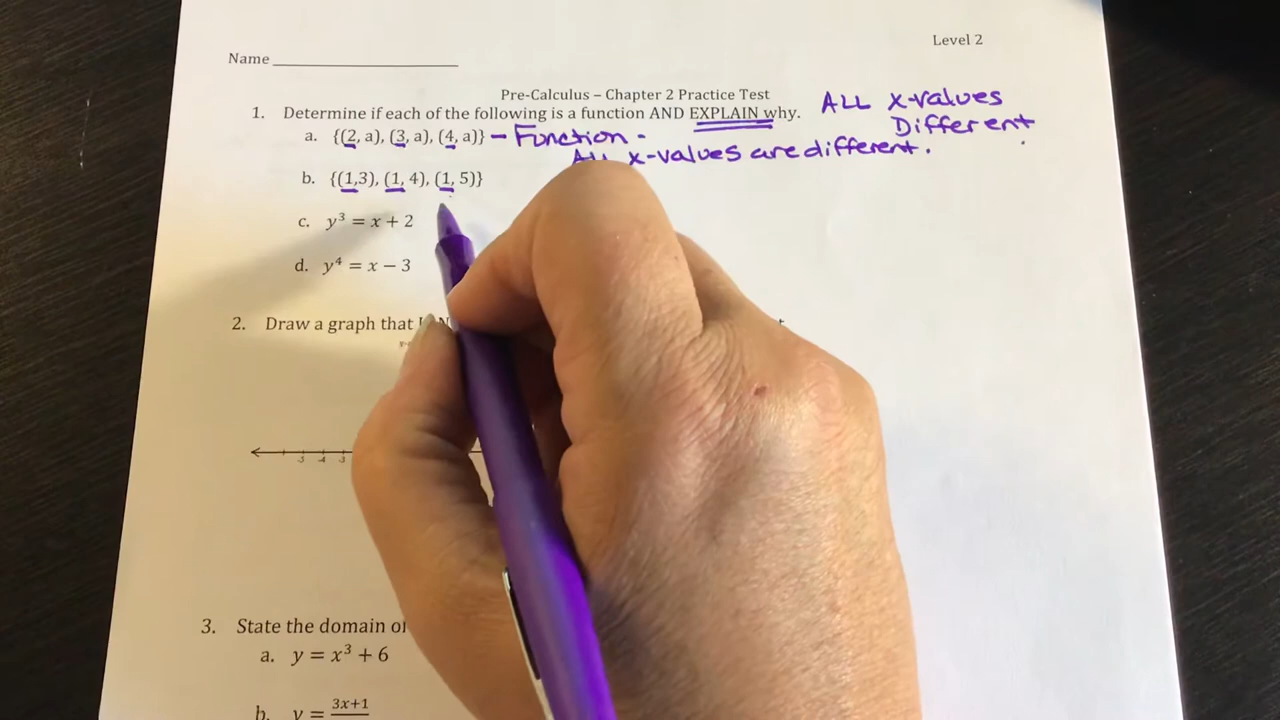 Level 2
Name
Pre-Calculus – Chapter 2 Practice Test
1. Determine if each of the following is a function AND EXPLAIN why. ALL x-values
Different
a. {(2, a), (3, a), (4, a)} – Function -
ALL x-values are different.
b. {(1,3), (1, 4), (1, 5)}
c. y³ = x + 2
d. y⁴ = x − 3
2. Draw a graph that
3. State the domain
a. y = x³ + 6
b. y = 3x+1